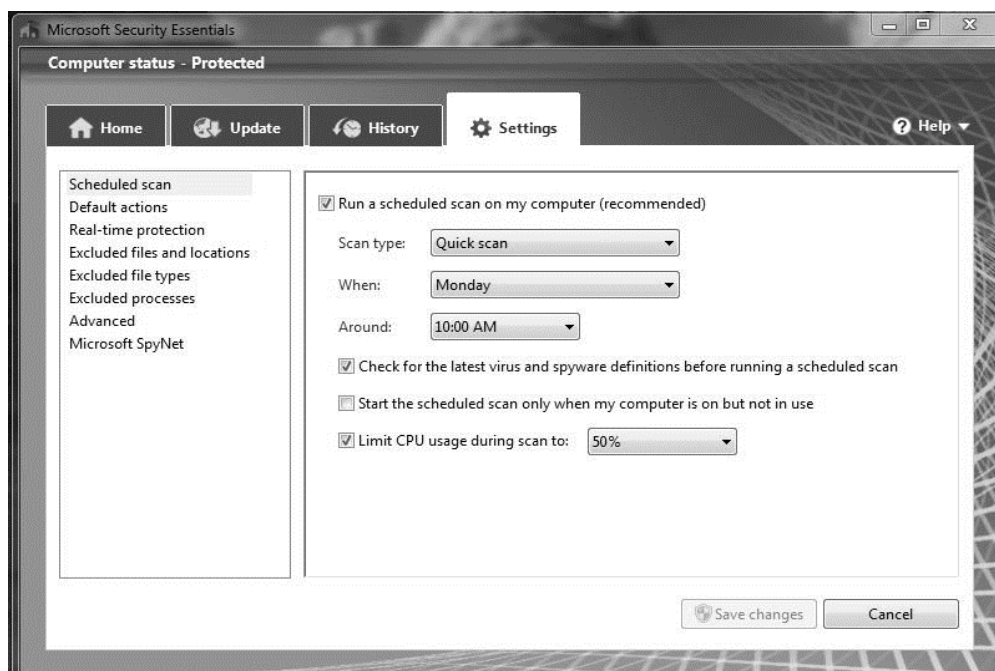 Microsoft Security Essentials
Computer status - Protected
Home Update History Settings Help
Scheduled scan
Default actions
Real-time protection
Excluded files and locations
Excluded file types
Excluded processes
Advanced
Microsoft SpyNet
Run a scheduled scan on my computer (recommended)
Scan type: Quick scan
When: Monday
Around: 10:00 AM
Check for the latest virus and spyware definitions before running a scheduled scan
Start the scheduled scan only when my computer is on but not in use
Limit CPU usage during scan to: 50%
Save changes Cancel